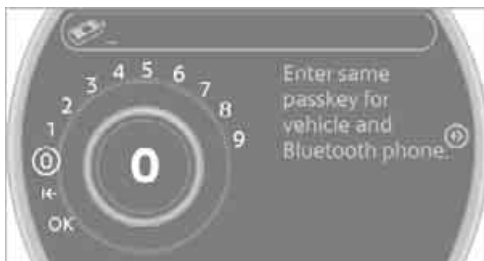 _
4 5 6
3 7
2 8
1 9
0
OK
0
Enter same
passkey for
vehicle and
Bluetooth phone.